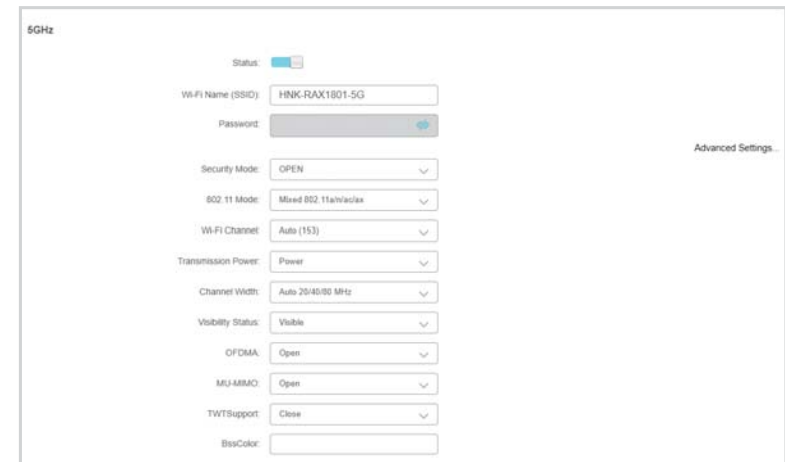 5GHz
Status:
Wi-Fi Name (SSID): HNK-RAX1801-5G
Password:
Advanced Settings...
Security Mode: OPEN
802.11 Mode: Mixed 802.11a/n/ac/ax
Wi-Fi Channel: Auto (153)
Transmission Power: Power
Channel Width: Auto 20/40/80 MHz
Visibility Status: Visible
OFDMA: Open
MU-MIMO: Open
TWTSupport: Close
BssColor: